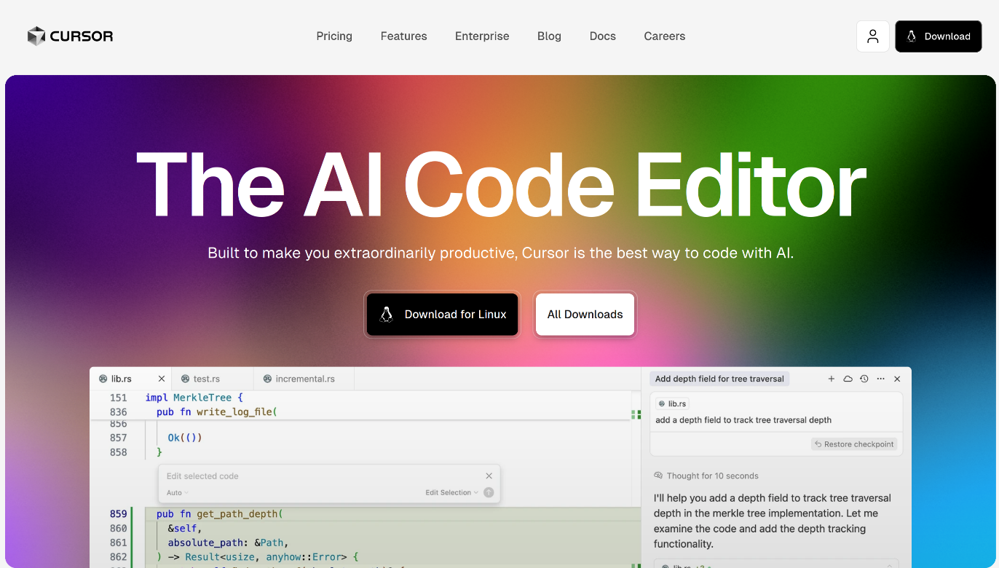 CURSOR
Pricing
Features
Enterprise
Blog
Docs
Careers
Download
The AI Code Editor
Built to make you extraordinarily productive, Cursor is the best way to code with AI.
Download for Linux
All Downloads
lib.rs
test.rs
incremental.rs
151 impl MerkleTree {
836 pub fn write_log_file(
856
857 Ok(())
858 }
Edit selected code
Auto
Edit Selection
859 pub fn get_path_depth(
860 &self,
861 absolute_path: &Path,
862 ) -> Result<usize, anyhow::Error> {
Add depth field for tree traversal
lib.rs
add a depth field to track tree traversal depth
Restore checkpoint
Thought for 10 seconds
I'll help you add a depth field to track tree traversal
depth in the merkle tree implementation. Let me
examine the code and add the depth tracking
functionality.
lib.rs